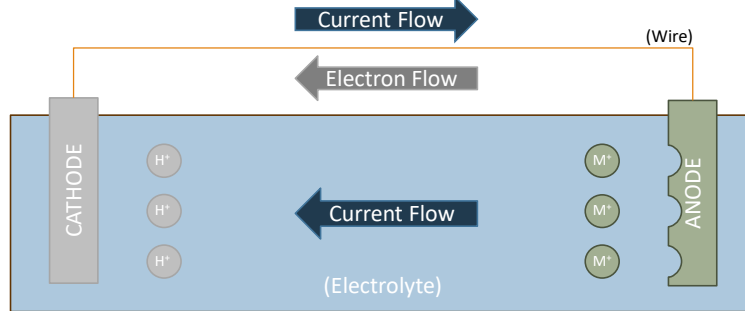 Current Flow
(Wire)
Electron Flow
CATHODE
H⁺
H⁺
H⁺
Current Flow
M⁺
M⁺
M⁺
ANODE
(Electrolyte)